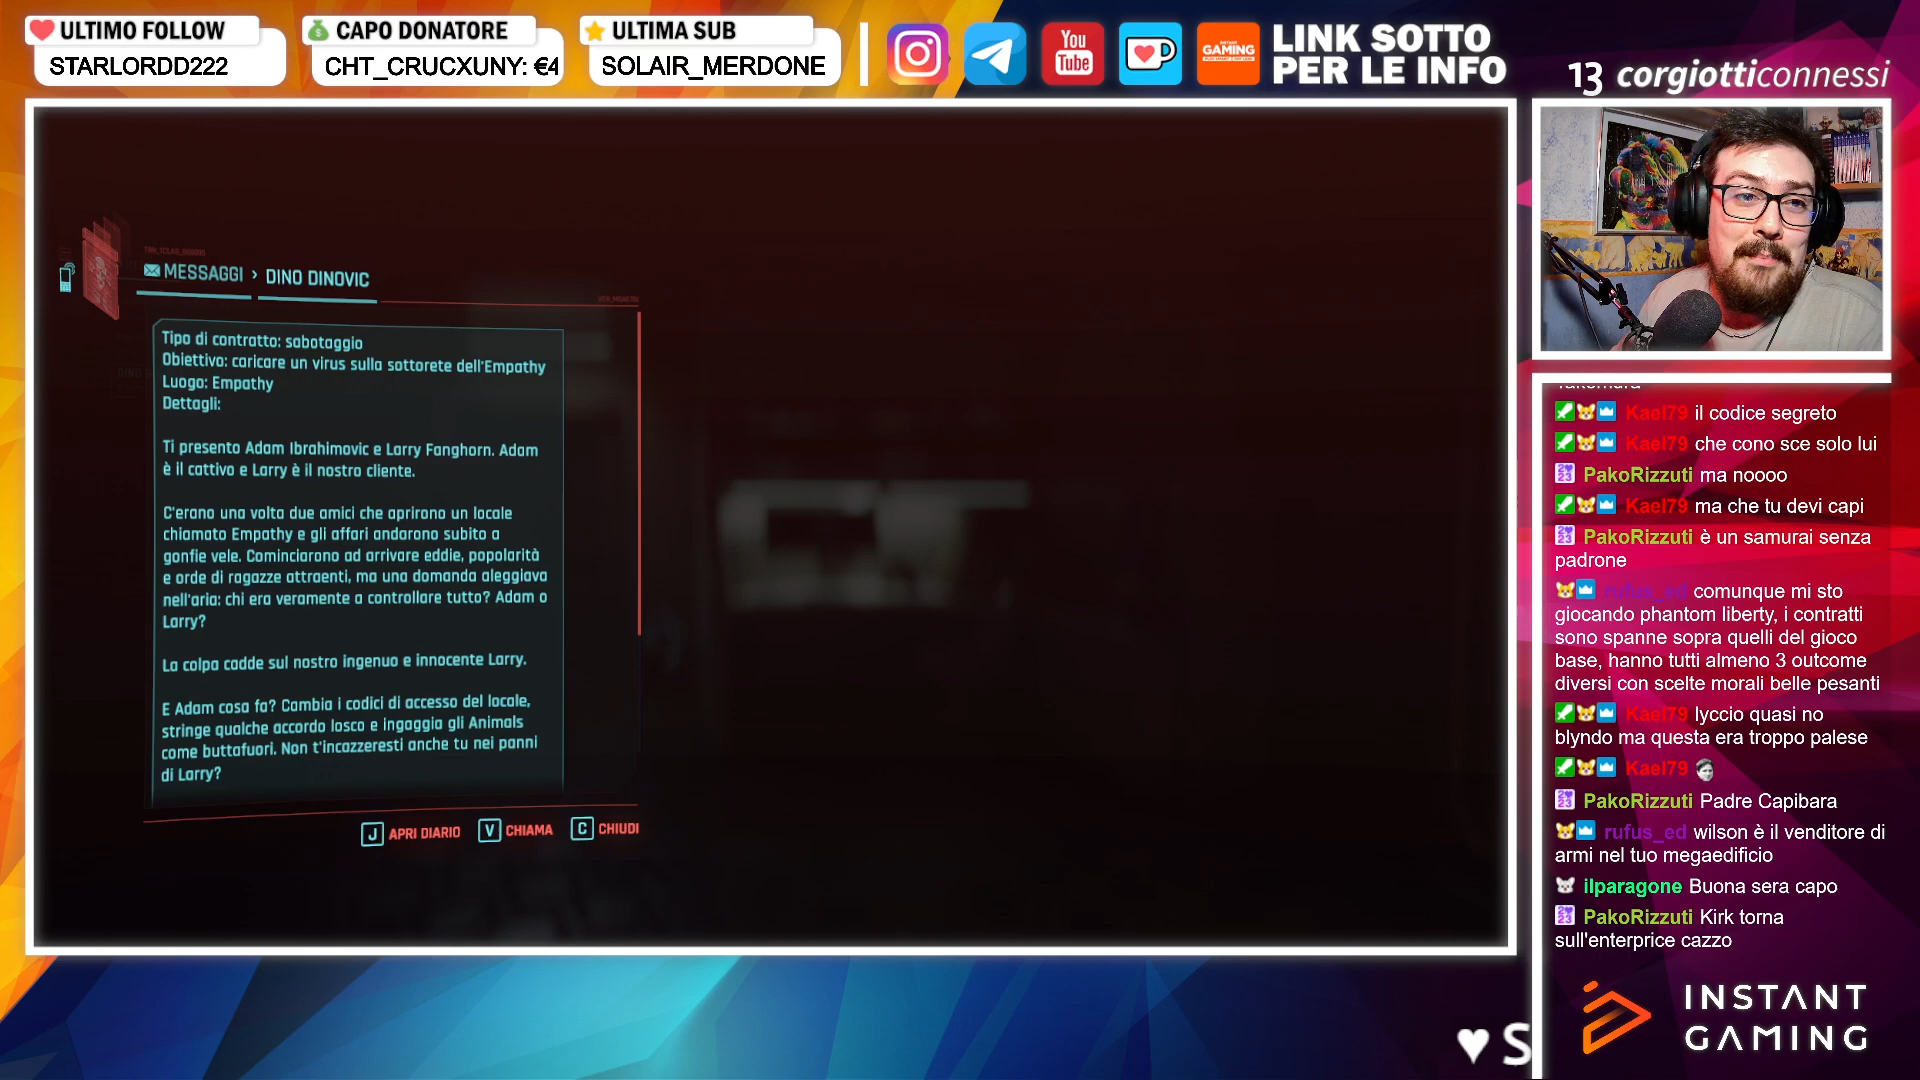 ULTIMO FOLLOW
STARLORDD222
CAPO DONATORE
CHT_CRUCXUNY: €4
ULTIMA SUB
SOLAIR_MERDONE
You
Tube
INSTANT
GAMING
LINK SOTTO
PER LE INFO
13 corgiotticonnessi
MESSAGGI › DINO DINOVIC
Tipo di contratto: sabotaggio
Obiettivo: caricare un virus sulla sottorete dell'Empathy
Luogo: Empathy
Dettagli:
Ti presento Adam Ibrahimovic e Larry Fanghorn. Adam
è il cattivo e Larry è il nostro cliente.
C'erano una volta due amici che aprirono un locale
chiamato Empathy e gli affari andarono subito a
gonfie vele. Cominciarono ad arrivare eddie, popolarità
e orde di ragazze attraenti, ma una domanda aleggiava
nell'aria: chi era veramente a controllare tutto? Adam o
Larry?
La colpa cadde sul nostro ingenuo e innocente Larry.
E Adam cosa fa? Cambia i codici di accesso del locale,
stringe qualche accordo losco e ingaggia gli Animals
come buttafuori. Non t'incazzeresti anche tu nei panni
di Larry?
J APRI DIARIO V CHIAMA C CHIUDI
Kael79 il codice segreto
Kael79 che cono sce solo lui
PakoRizzuti ma noooo
Kael79 ma che tu devi capi
PakoRizzuti è un samurai senza
padrone
rufus_ed comunque mi sto
giocando phantom liberty, i contratti
sono spanne sopra quelli del gioco
base, hanno tutti almeno 3 outcome
diversi con scelte morali belle pesanti
Kael79 lyccio quasi no
blyndo ma questa era troppo palese
Kael79
PakoRizzuti Padre Capibara
rufus_ed wilson è il venditore di
armi nel tuo megaedificio
ilparagone Buona sera capo
PakoRizzuti Kirk torna
sull'enterprice cazzo
♥ S
INSTANT
GAMING